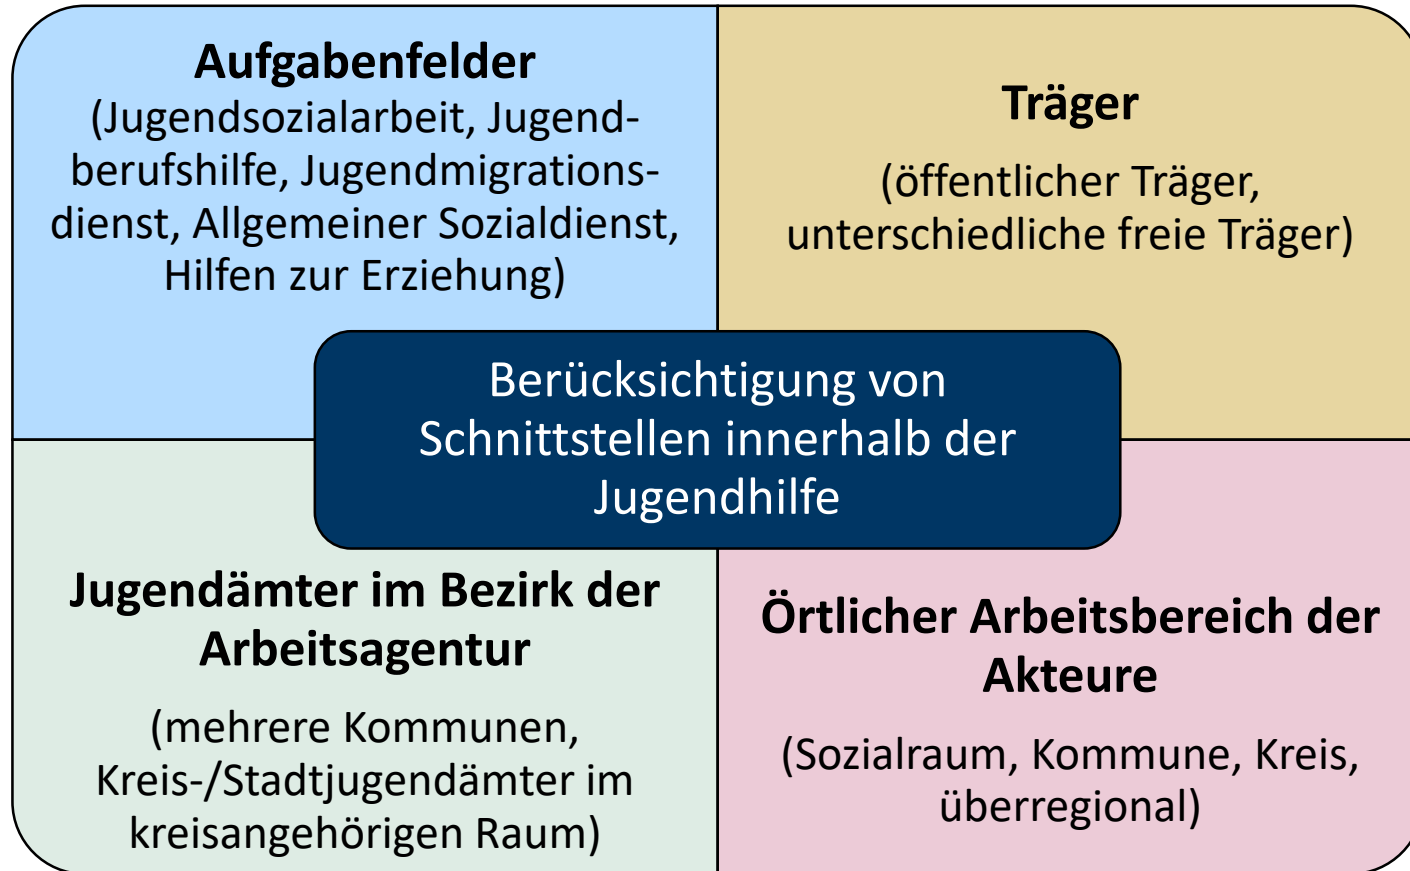 Aufgabenfelder
(Jugendsozialarbeit, Jugend-
berufshilfe, Jugendmigrations-
dienst, Allgemeiner Sozialdienst,
Hilfen zur Erziehung)
Träger
(öffentlicher Träger,
unterschiedliche freie Träger)
Berücksichtigung von
Schnittstellen innerhalb der
Jugendhilfe
Jugendämter im Bezirk der
Arbeitsagentur
(mehrere Kommunen,
Kreis-/Stadtjugendämter im
kreisangehörigen Raum)
Örtlicher Arbeitsbereich der
Akteure
(Sozialraum, Kommune, Kreis,
überregional)